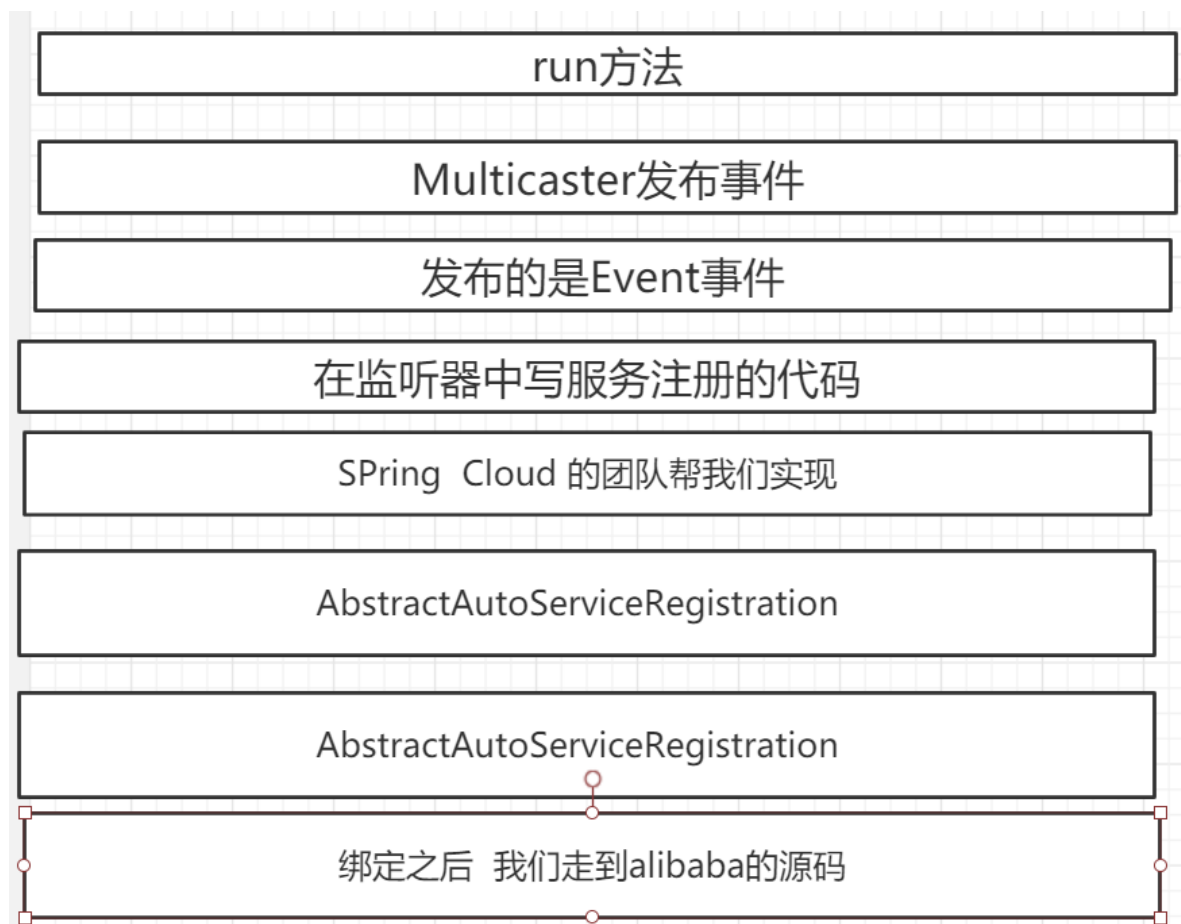 run方法
Multicaster发布事件
发布的是Event事件
在监听器中写服务注册的代码
SPring  Cloud 的团队帮我们实现
AbstractAutoServiceRegistration
AbstractAutoServiceRegistration
绑定之后  我们走到alibaba的源码